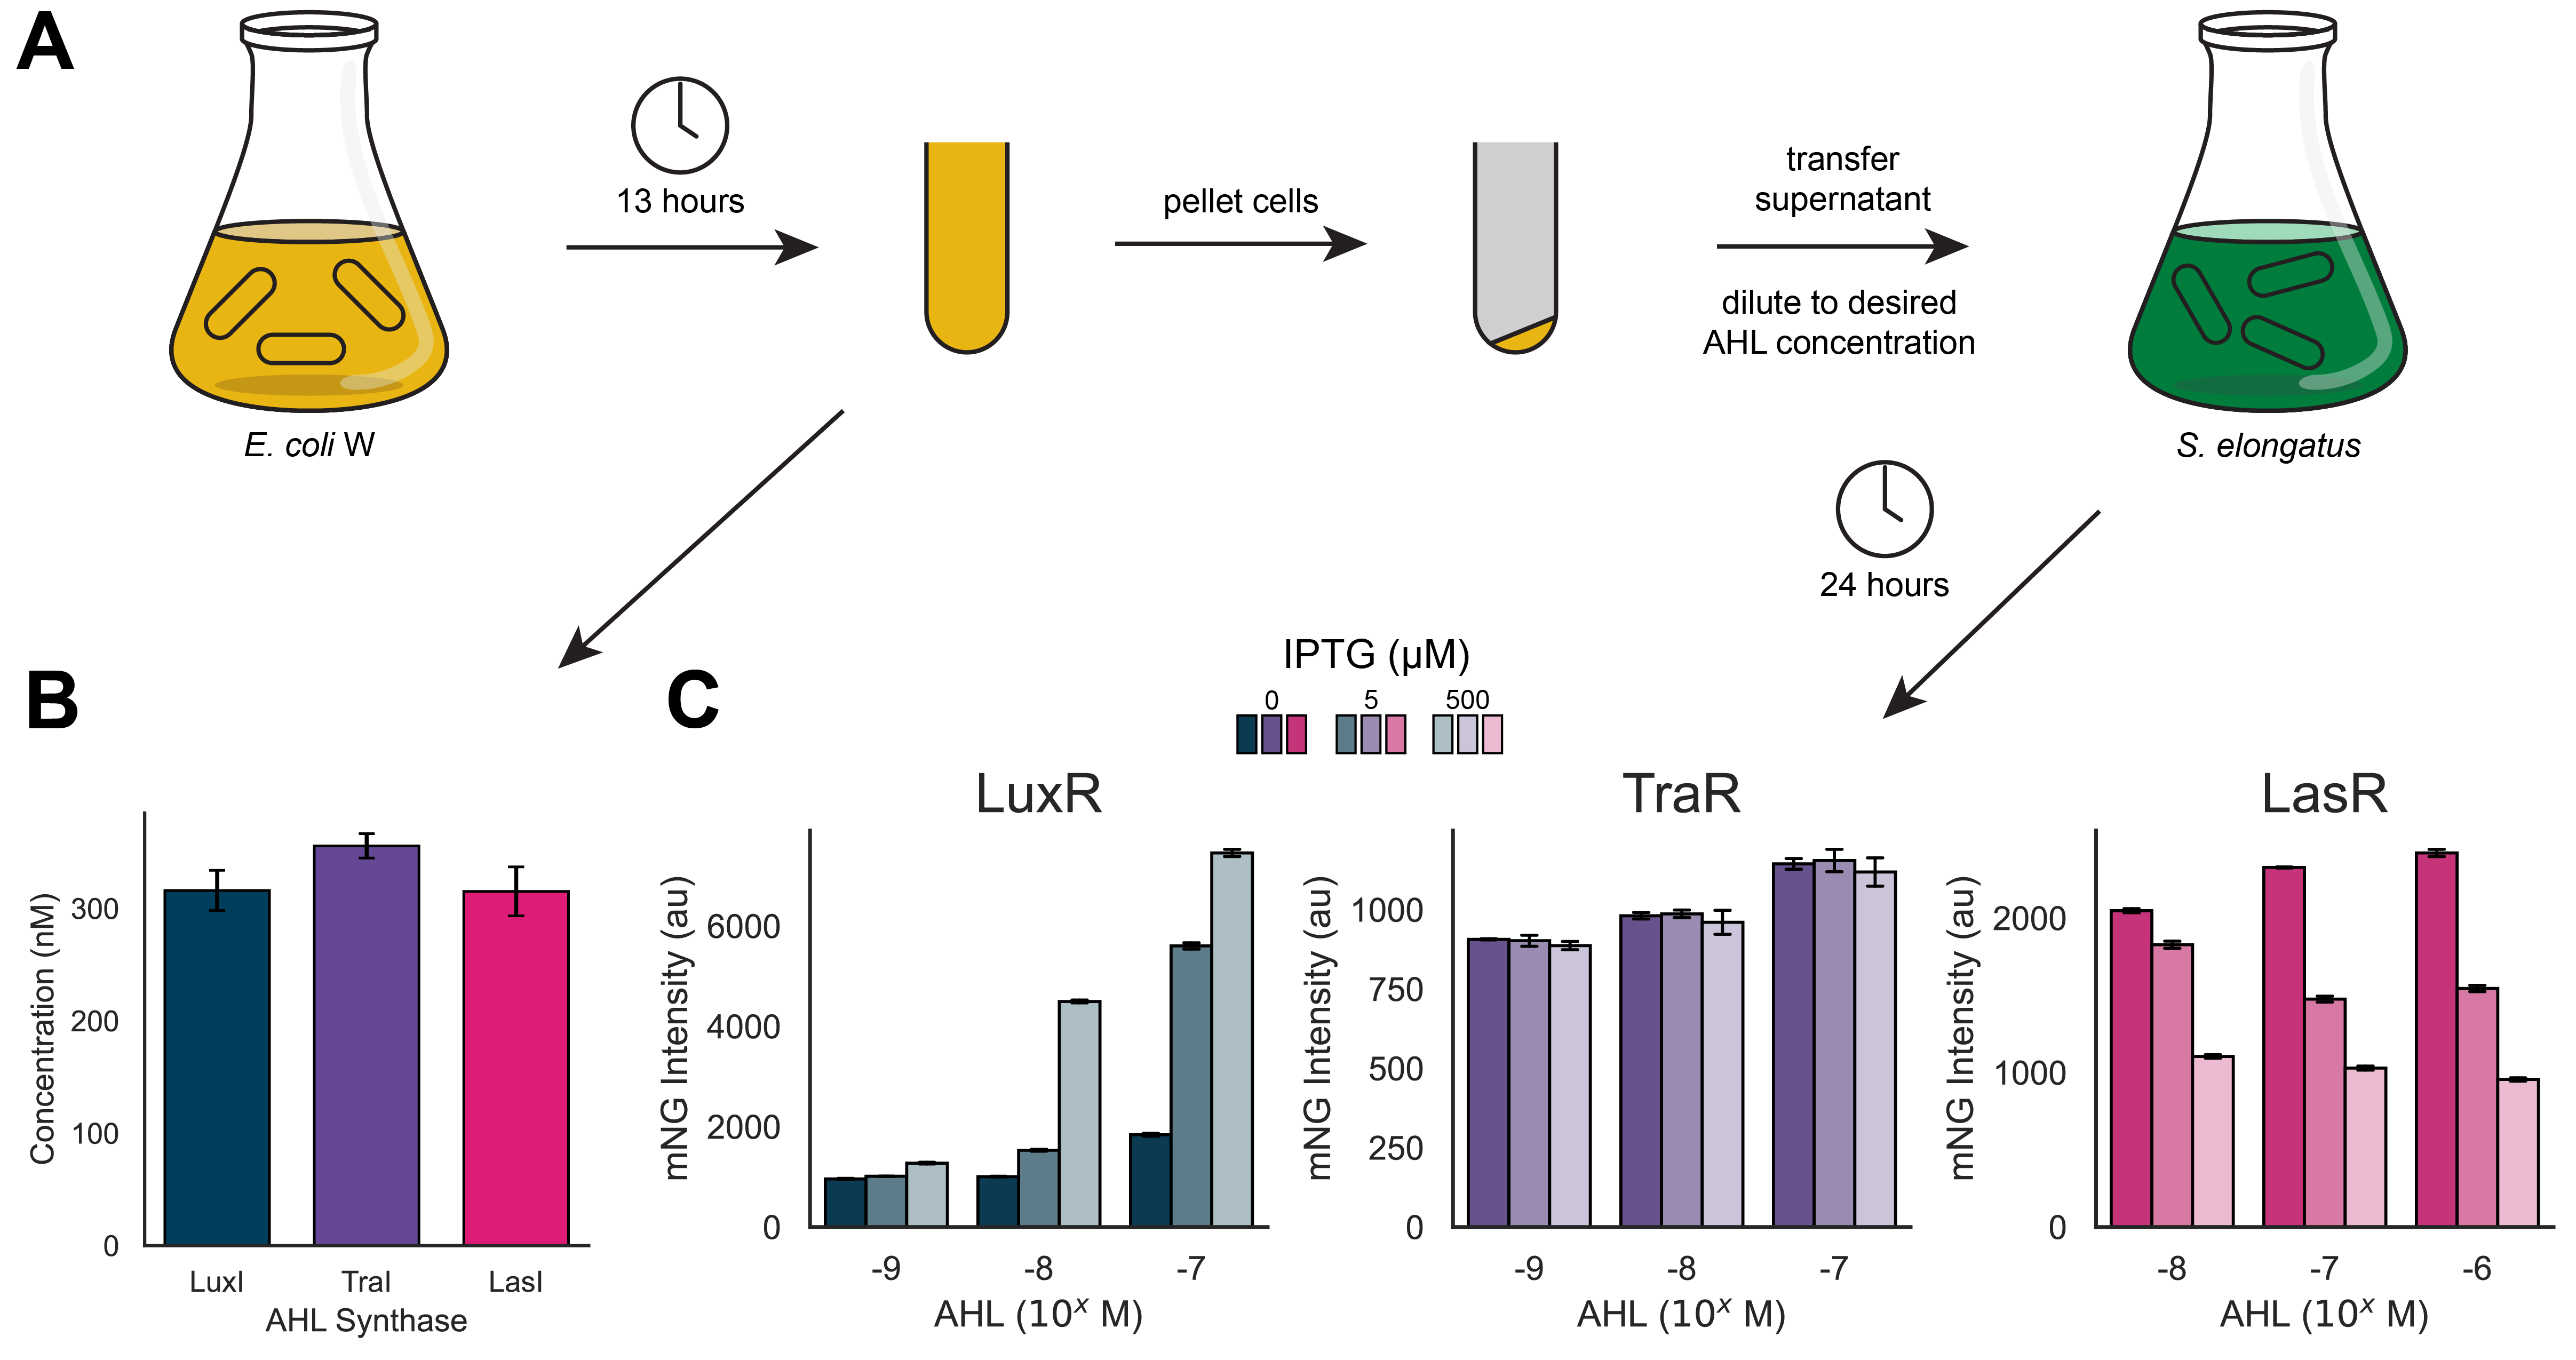 A
13 hours
pellet cells
transfer
supernatant
dilute to desired
AHL concentration
E. coli W
S. elongatus
24 hours
B
Concentration (nM)
300
200
100
0
LuxI
TraI
LasI
AHL Synthase
C
IPTG (µM)
0
5
500
LuxR
mNG Intensity (au)
6000
4000
2000
0
-9
-8
-7
AHL (10ˣ M)
TraR
mNG Intensity (au)
1000
750
500
250
0
-9
-8
-7
AHL (10ˣ M)
LasR
mNG Intensity (au)
2000
1000
0
-8
-7
-6
AHL (10ˣ M)